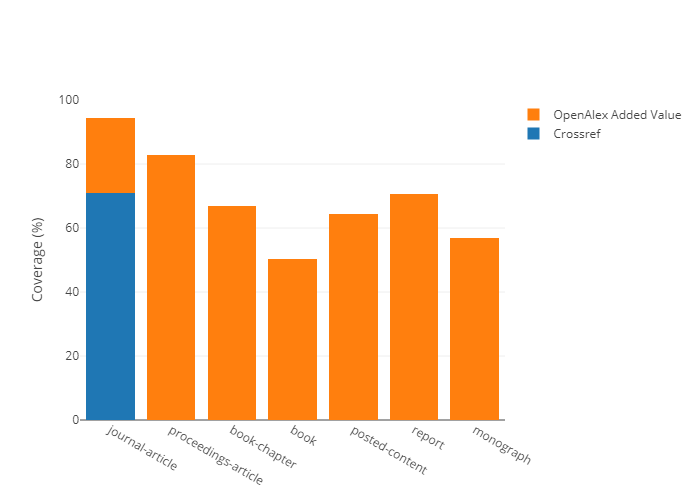 OpenAlex Added Value
Crossref
Coverage (%)
100
80
60
40
20
0
journal-article
proceedings-article
book-chapter
book
posted-content
report
monograph